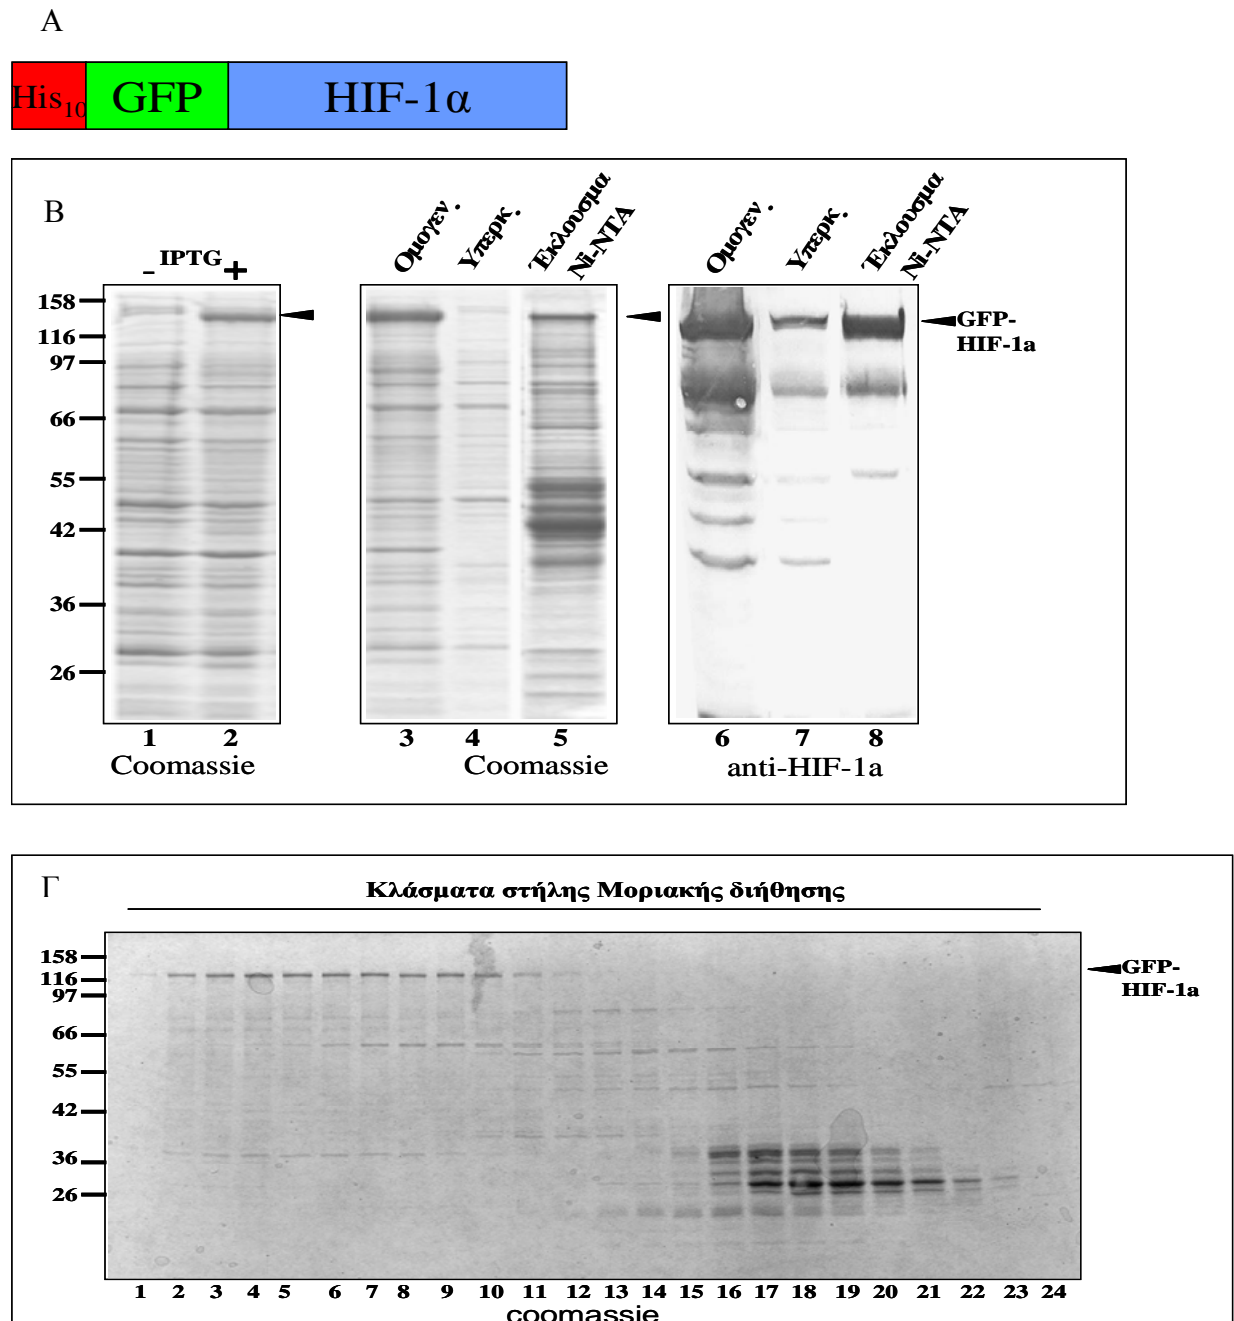 A
His10 GFP HIF-1α
B
- IPTG +
Ομογεν.
Υπερκ.
Έκλουσμα
Ni-NTA
Ομογεν.
Υπερκ.
Έκλουσμα
Ni-NTA
158
116
97
66
55
42
36
26
GFP-
HIF-1a
1 2
Coomassie
3 4 5
Coomassie
6 7 8
anti-HIF-1a
Γ
Κλάσματα στήλης Μοριακής διήθησης
158
116
97
66
55
42
36
26
GFP-
HIF-1a
1 2 3 4 5 6 7 8 9 10 11 12 13 14 15 16 17 18 19 20 21 22 23 24
coomassie